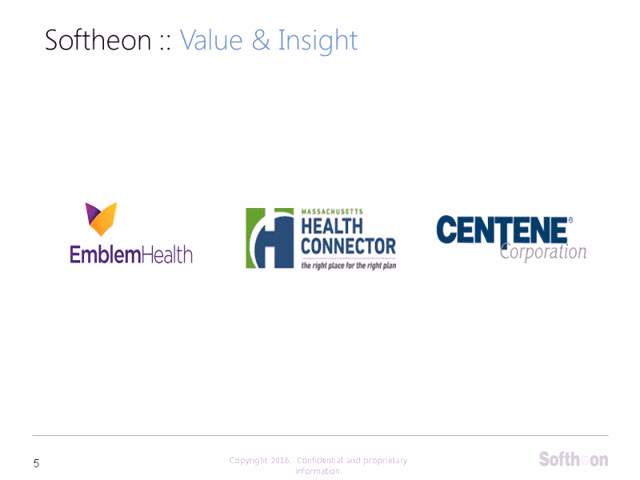 Softheon :: Value & Insight
EmblemHealth
MASSACHUSETTS
HEALTH
CONNECTOR
the right place for the right plan
CENTENE®
Corporation
5
Copyright 2016. Confidential and proprietary
information.
Softheon